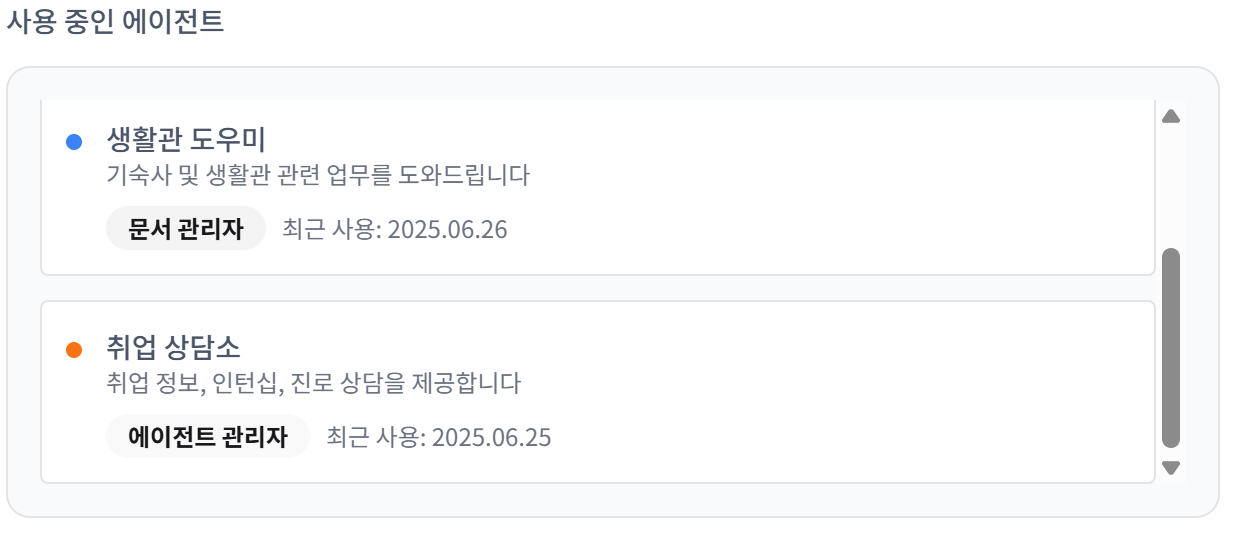 사용 중인 에이전트
생활관 도우미
기숙사 및 생활관 관련 업무를 도와드립니다
문서 관리자 최근 사용: 2025.06.26
취업 상담소
취업 정보, 인턴십, 진로 상담을 제공합니다
에이전트 관리자 최근 사용: 2025.06.25